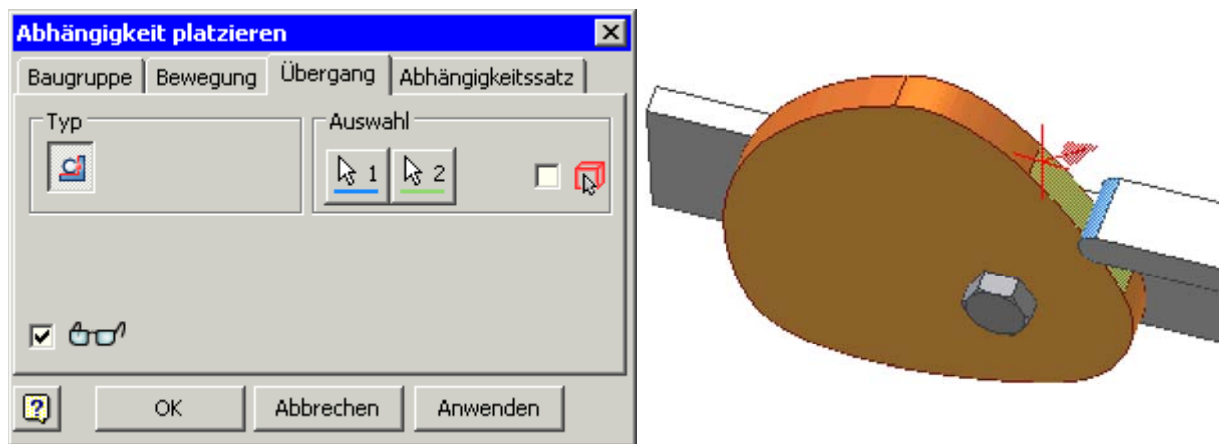 Abhängigkeit platzieren
Baugruppe Bewegung Übergang Abhängigkeitssatz
Typ Auswahl
1 2
? OK Abbrechen Anwenden